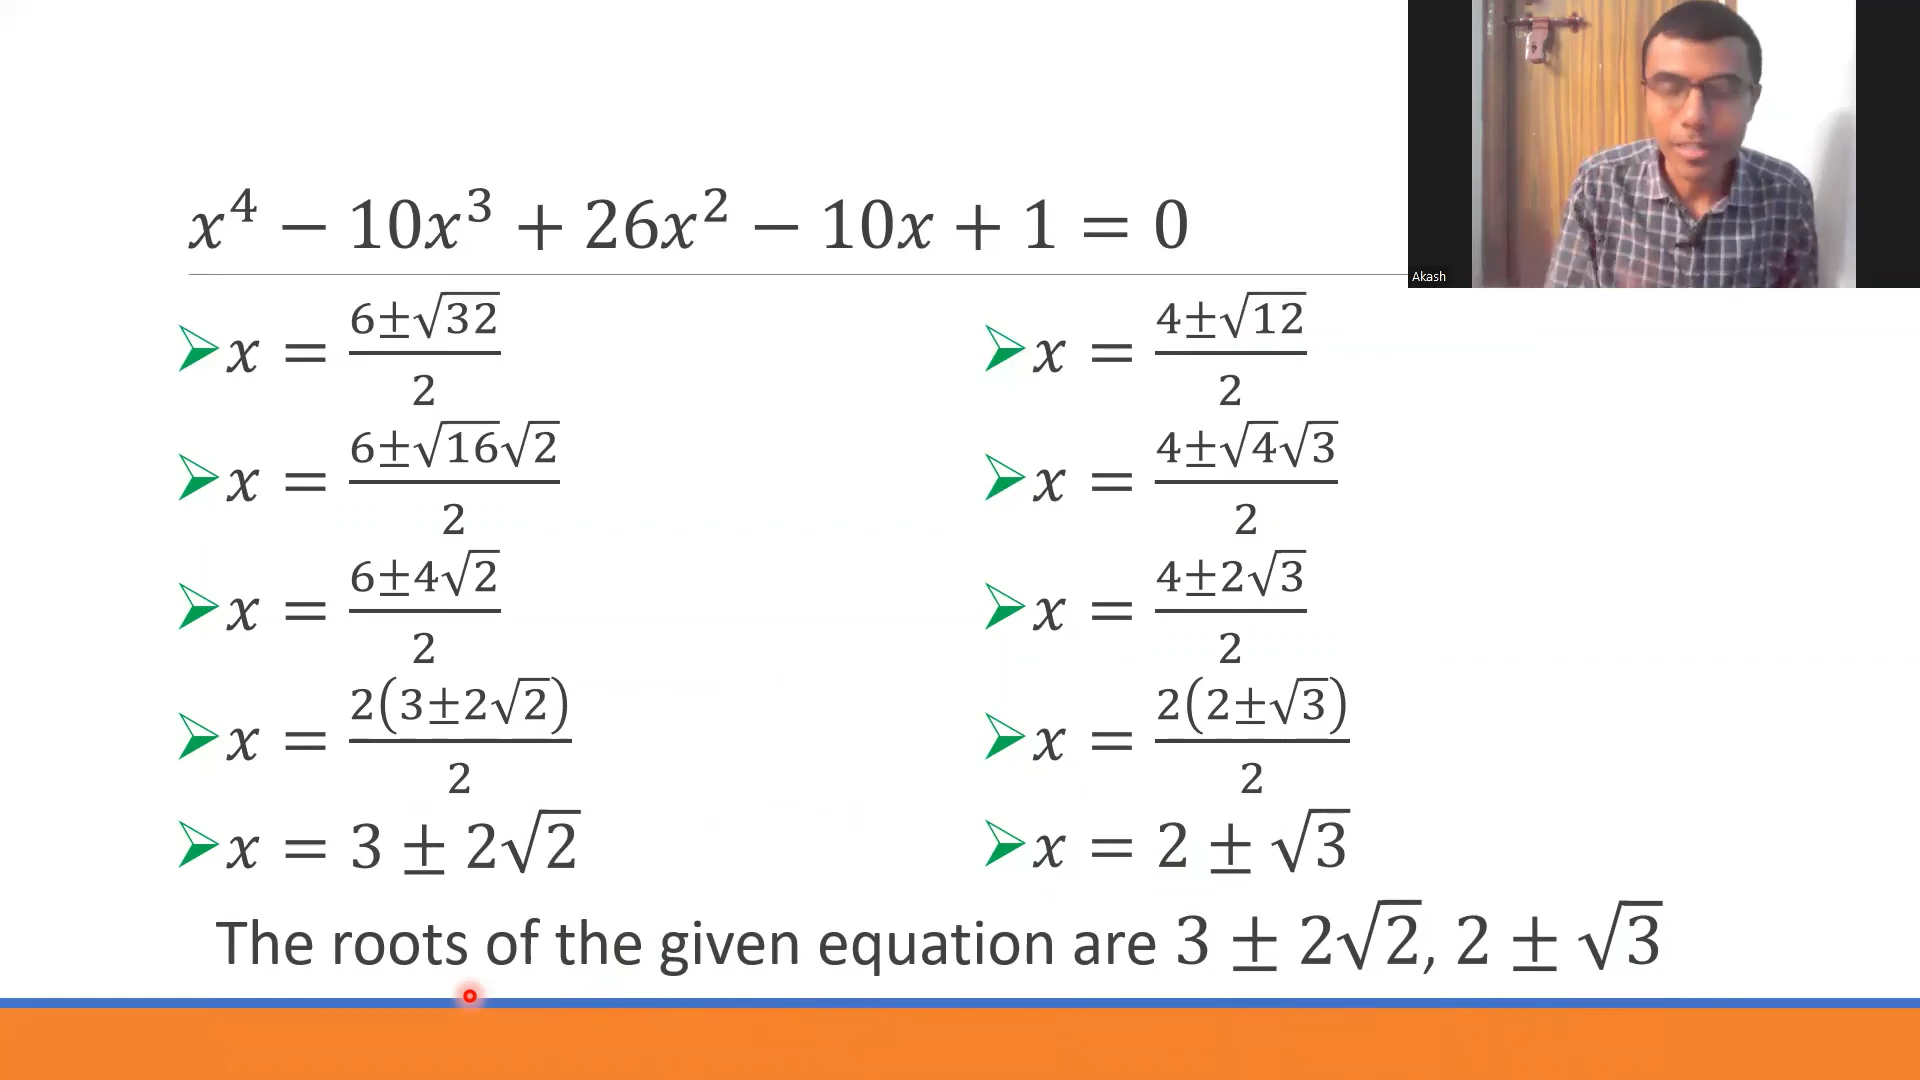 x⁴ − 10x³ + 26x² − 10x + 1 = 0
Akash
x = (6±√32)/2
x = (6±√16√2)/2
x = (6±4√2)/2
x = 2(3±2√2)/2
x = 3 ± 2√2
x = (4±√12)/2
x = (4±√4√3)/2
x = (4±2√3)/2
x = 2(2±√3)/2
x = 2 ± √3
The roots of the given equation are 3 ± 2√2, 2 ± √3